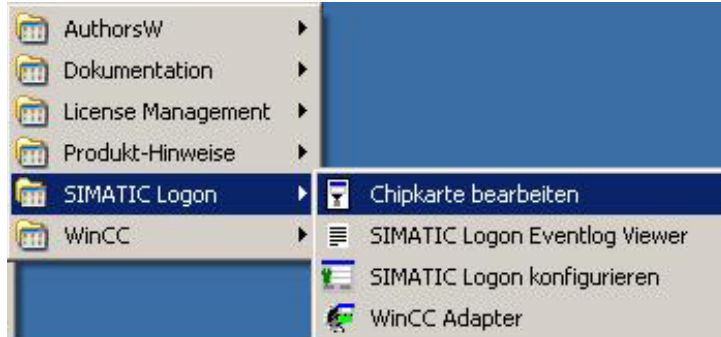 AuthorsW
Dokumentation
License Management
Produkt-Hinweise
SIMATIC Logon
WinCC
Chipkarte bearbeiten
SIMATIC Logon Eventlog Viewer
SIMATIC Logon konfigurieren
WinCC Adapter